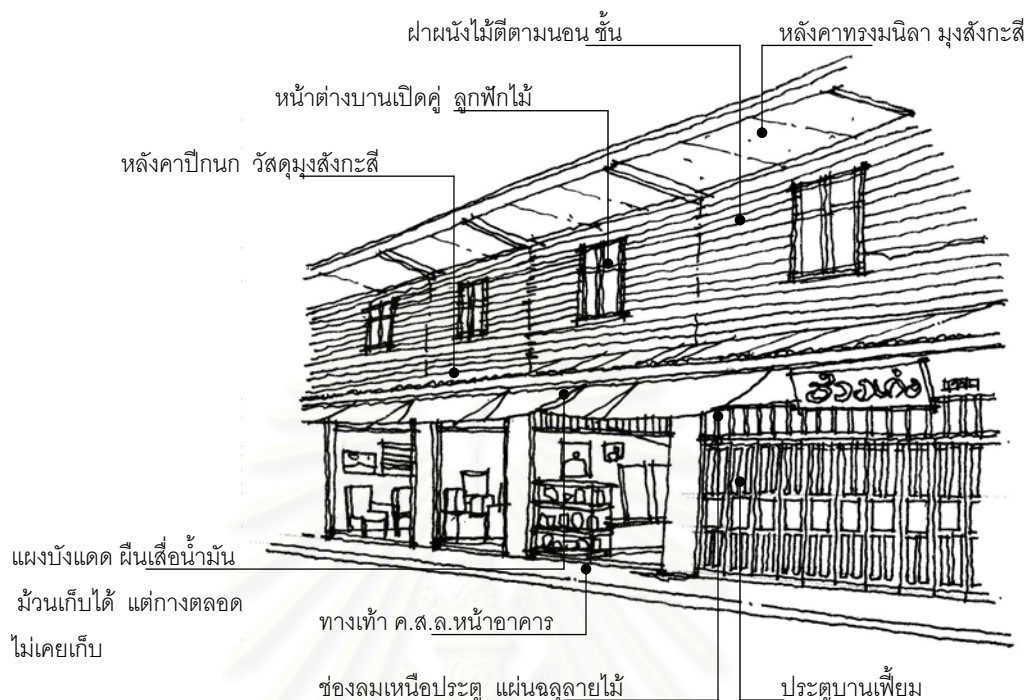 ฝาผนังไม้ตีตามนอน ชั้น
หลังคาทรงมนิลา มุงสังกะสี
หน้าต่างบานเปิดคู่ ลูกฟักไม้
หลังคาปีกนก วัสดุมุงสังกะสี
ฮั่วเก่ง
แผงบังแดด ผืนเสื่อน้ำมัน
ม้วนเก็บได้ แต่กางตลอด
ไม่เคยเก็บ
ทางเท้า ค.ส.ล.หน้าอาคาร
ช่องลมเหนือประตู แผ่นฉลุลายไม้
ประตูบานเฟี้ยม